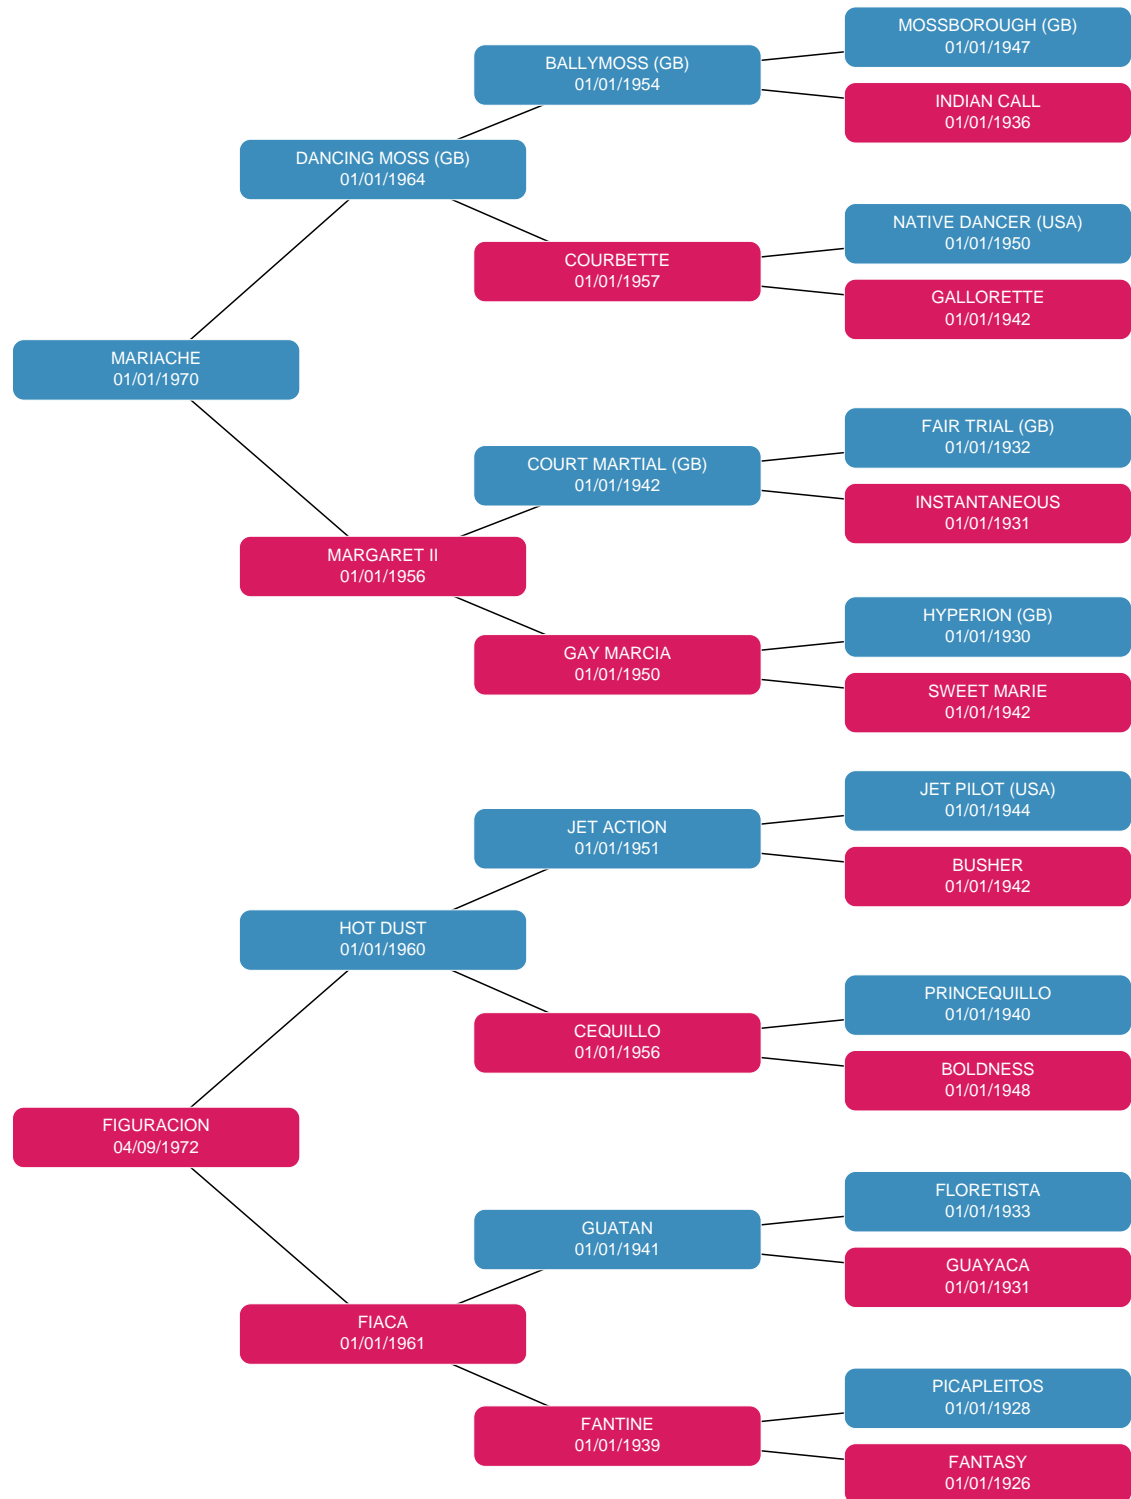 MOSSBOROUGH (GB)
01/01/1947
BALLYMOSS (GB)
01/01/1954
INDIAN CALL
01/01/1936
DANCING MOSS (GB)
01/01/1964
NATIVE DANCER (USA)
01/01/1950
COURBETTE
01/01/1957
GALLORETTE
01/01/1942
MARIACHE
01/01/1970
FAIR TRIAL (GB)
01/01/1932
COURT MARTIAL (GB)
01/01/1942
INSTANTANEOUS
01/01/1931
MARGARET II
01/01/1956
HYPERION (GB)
01/01/1930
GAY MARCIA
01/01/1950
SWEET MARIE
01/01/1942
JET PILOT (USA)
01/01/1944
JET ACTION
01/01/1951
BUSHER
01/01/1942
HOT DUST
01/01/1960
PRINCEQUILLO
01/01/1940
CEQUILLO
01/01/1956
BOLDNESS
01/01/1948
FIGURACION
04/09/1972
FLORETISTA
01/01/1933
GUATAN
01/01/1941
GUAYACA
01/01/1931
FIACA
01/01/1961
PICAPLEITOS
01/01/1928
FANTINE
01/01/1939
FANTASY
01/01/1926